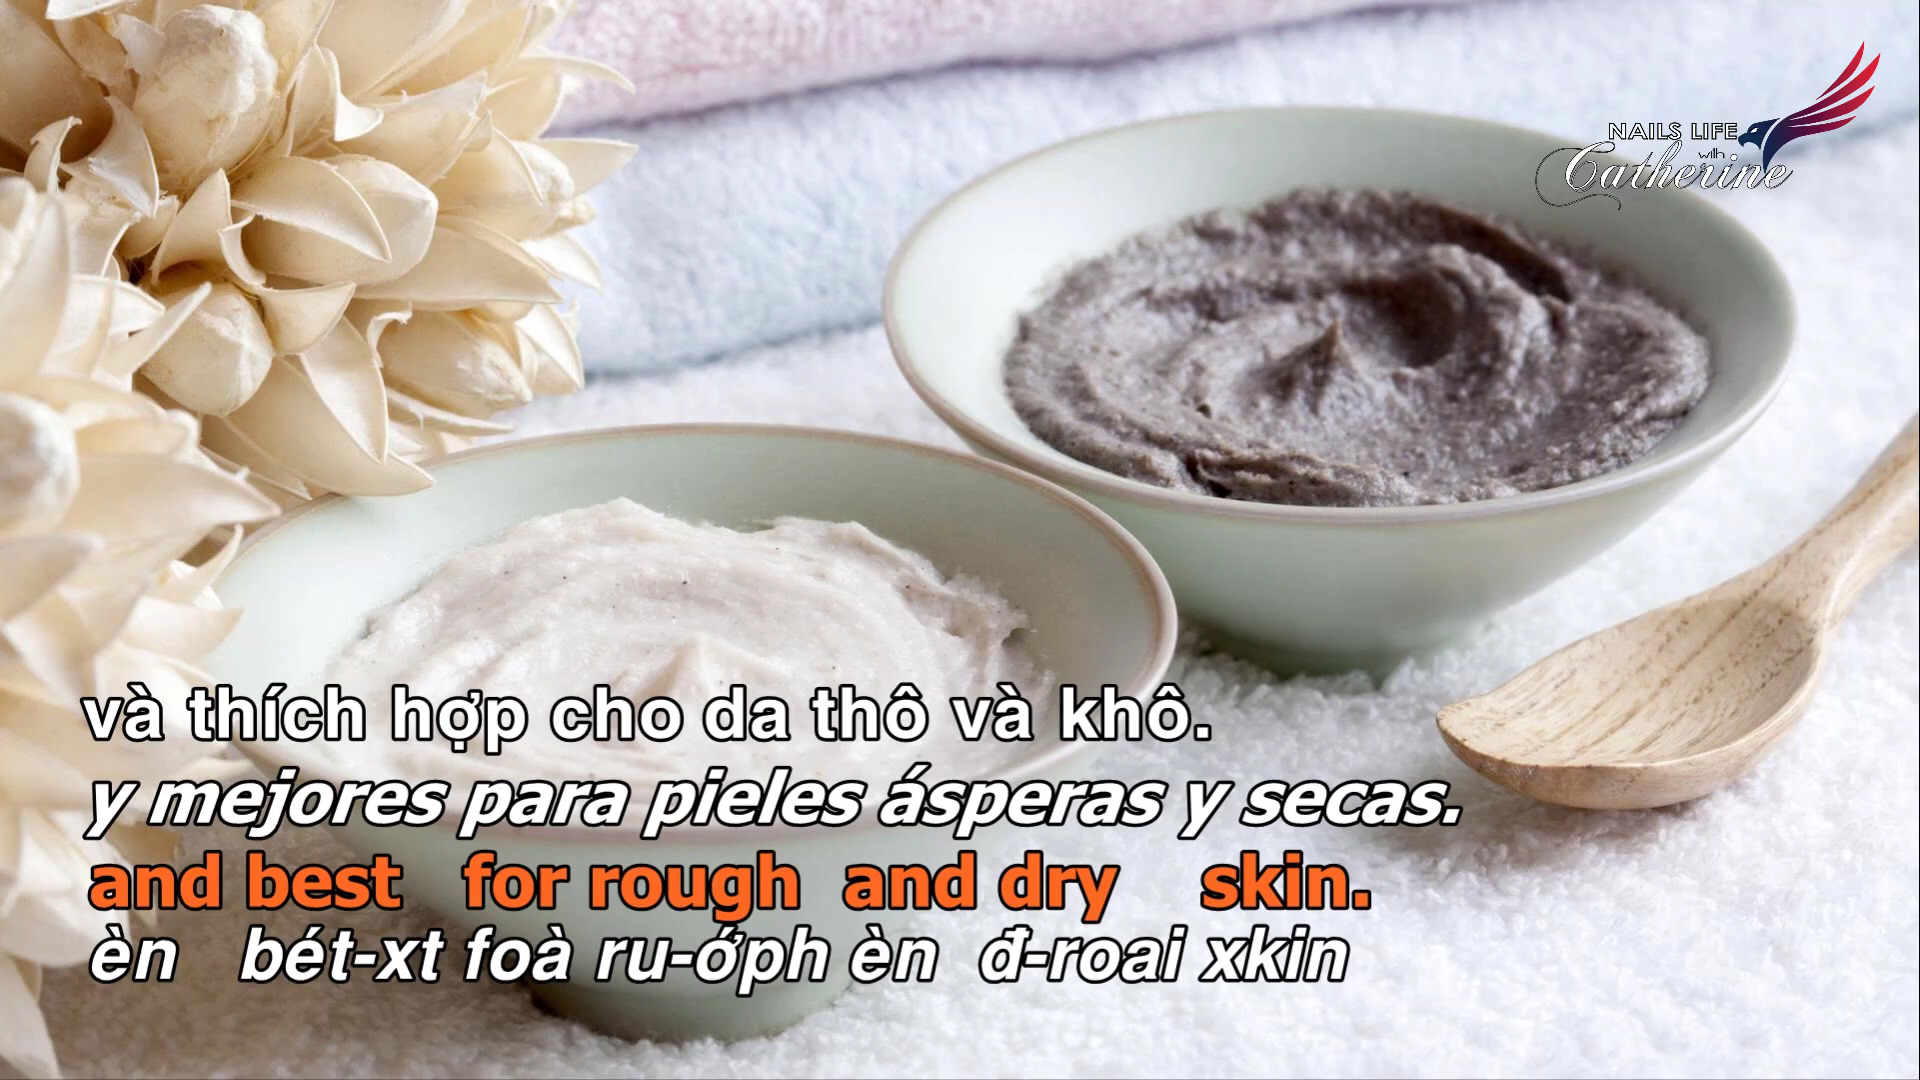 NAILS LIFE
with
Catherine
và thích hợp cho da thô và khô.
y mejores para pieles ásperas y secas.
and best for rough and dry skin.
èn bét-xt foà ru-ớph èn đ-roai xkin